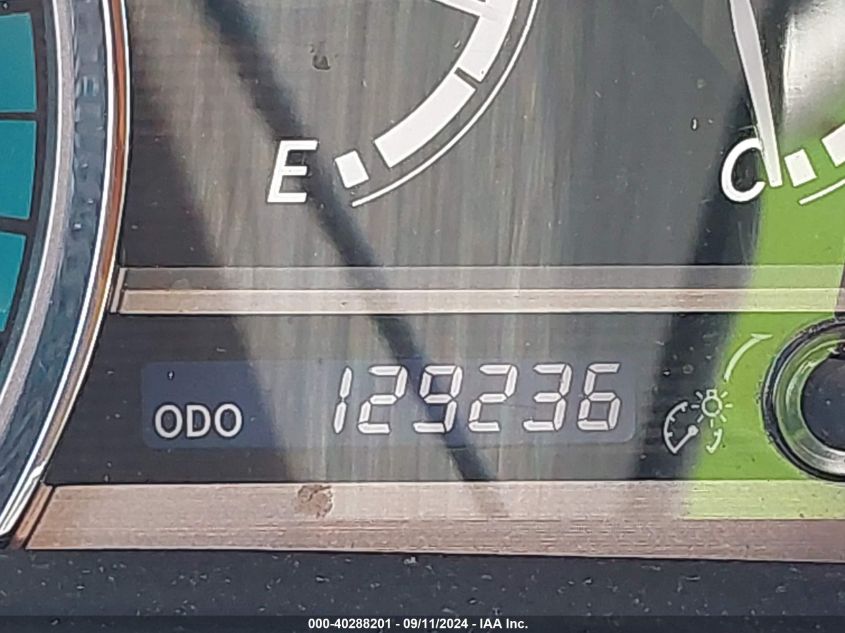 E
C
ODO 129236
000-40288201 - 09/11/2024 - IAA Inc.